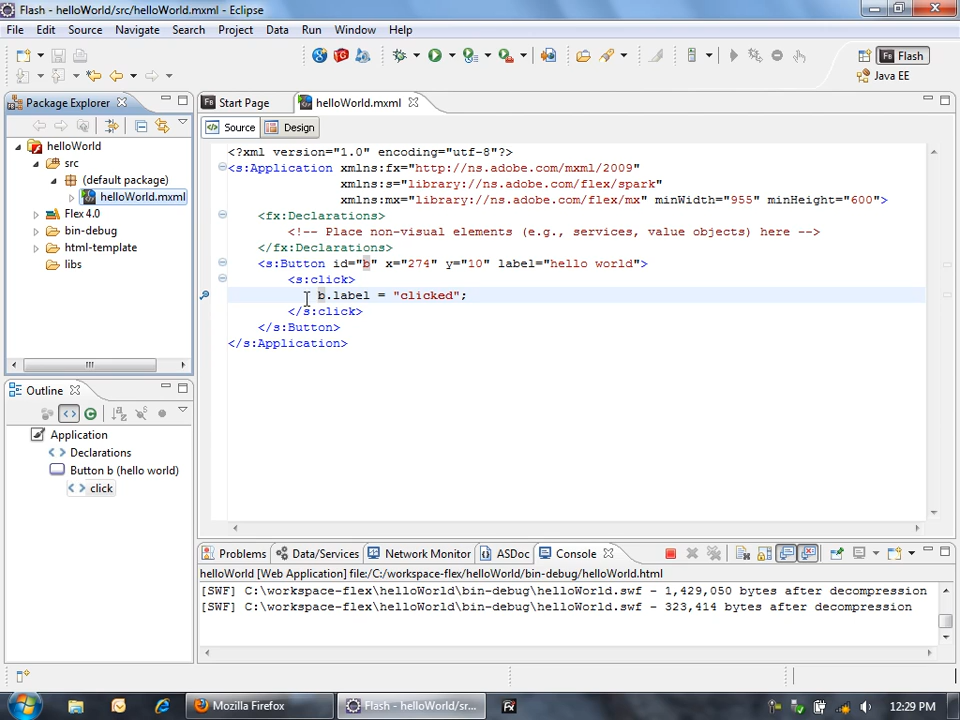 Flash - helloWorld/src/helloWorld.mxml - Eclipse
File Edit Source Navigate Search Project Data Run Window Help
Fb Flash
Java EE
Package Explorer
Fb Start Page
helloWorld.mxml
Source
Design
helloWorld
src
(default package)
helloWorld.mxml
Flex 4.0
bin-debug
html-template
libs
<?xml version="1.0" encoding="utf-8"?>
<s:Application xmlns:fx="http://ns.adobe.com/mxml/2009"
xmlns:s="library://ns.adobe.com/flex/spark"
xmlns:mx="library://ns.adobe.com/flex/mx" minWidth="955" minHeight="600">
<fx:Declarations>
<!-- Place non-visual elements (e.g., services, value objects) here -->
</fx:Declarations>
<s:Button id="b" x="274" y="10" label="hello world">
<s:click>
b.label = "clicked";
</s:click>
</s:Button>
</s:Application>
Outline
Application
Declarations
Button b (hello world)
click
Problems
Data/Services
Network Monitor
ASDoc
Console
helloWorld [Web Application] file:/C:/workspace-flex/helloWorld/bin-debug/helloWorld.html
[SWF] C:\workspace-flex\helloWorld\bin-debug\helloWorld.swf - 1,429,050 bytes after decompression
[SWF] C:\workspace-flex\helloWorld\bin-debug\helloWorld.swf - 323,414 bytes after decompression
Mozilla Firefox
Flash - helloWorld/sr...
Fx
12:29 PM